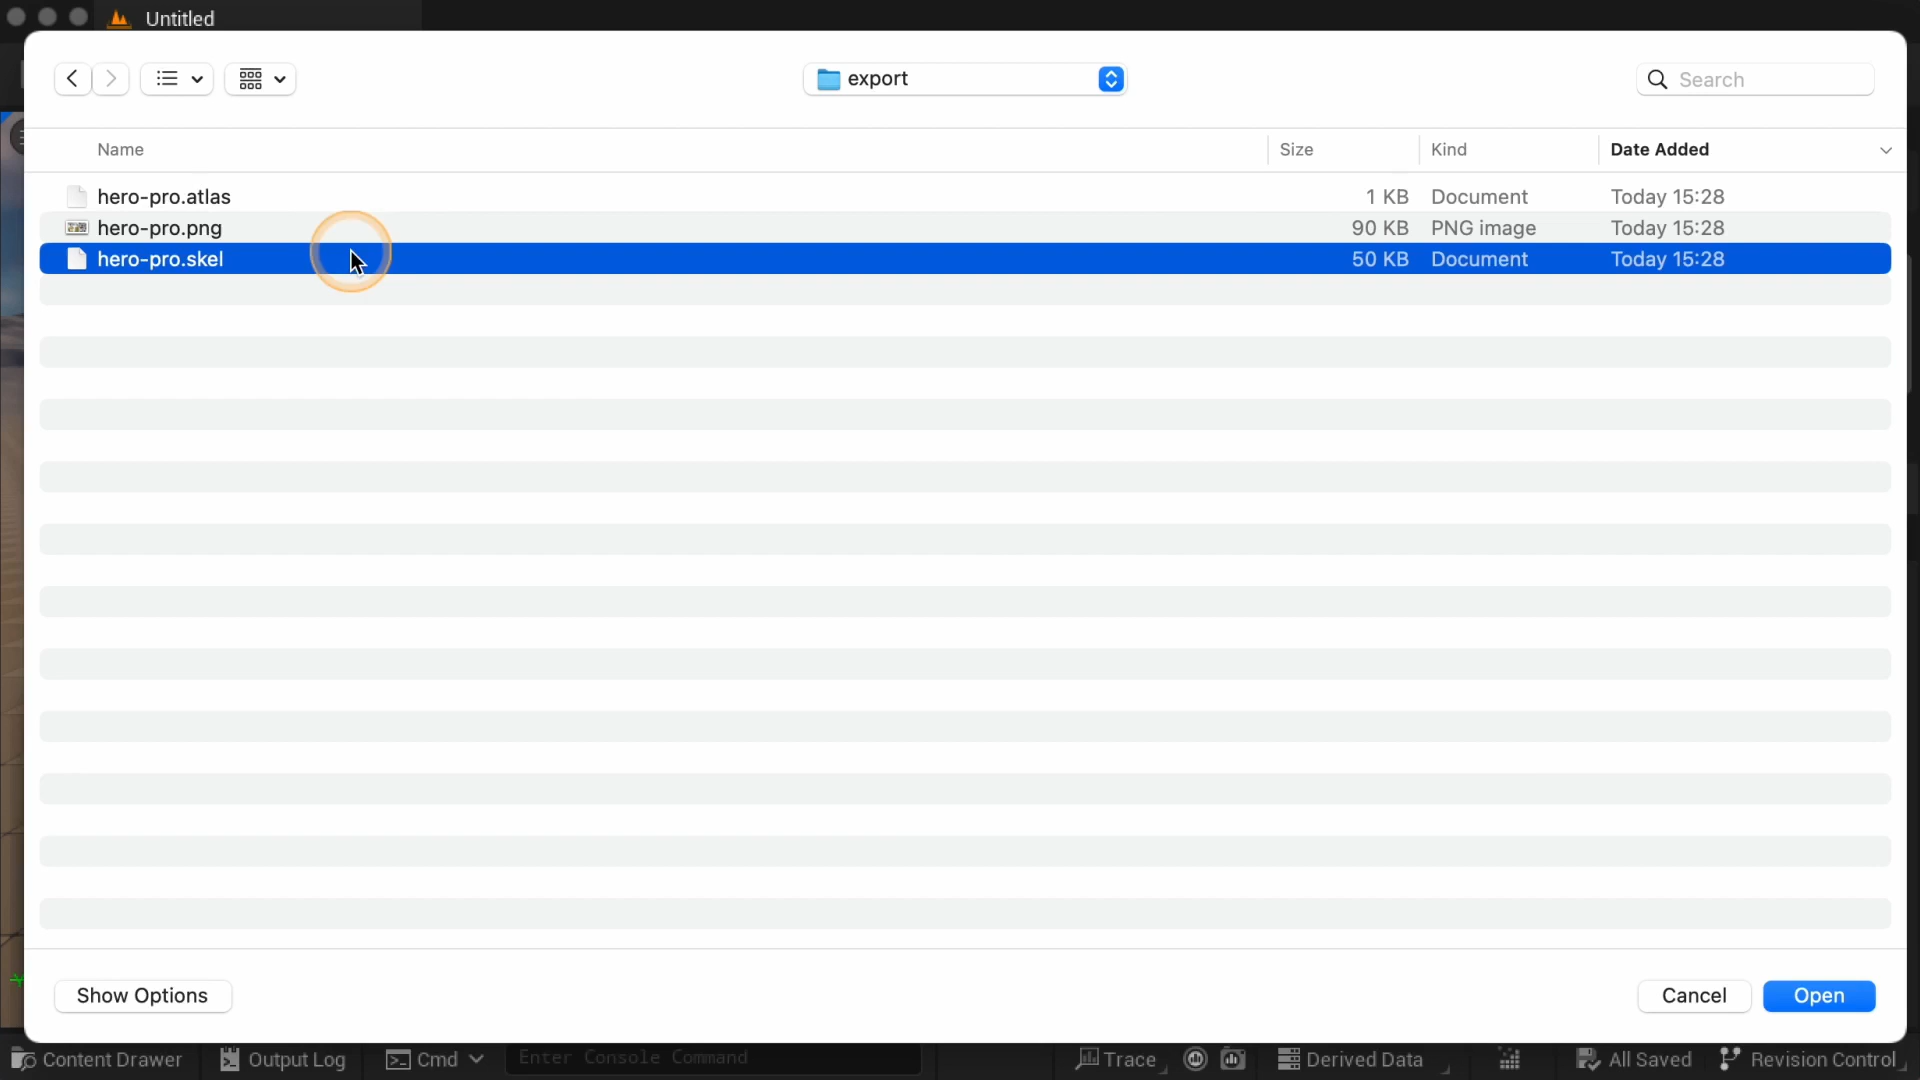 Untitled
export
Search
Name Size Kind Date Added
hero-pro.atlas 1 KB Document Today 15:28
hero-pro.png 90 KB PNG image Today 15:28
hero-pro.skel 50 KB Document Today 15:28
Show Options Cancel Open
Content Drawer Output Log Cmd Enter Console Command Trace Derived Data All Saved Revision Control